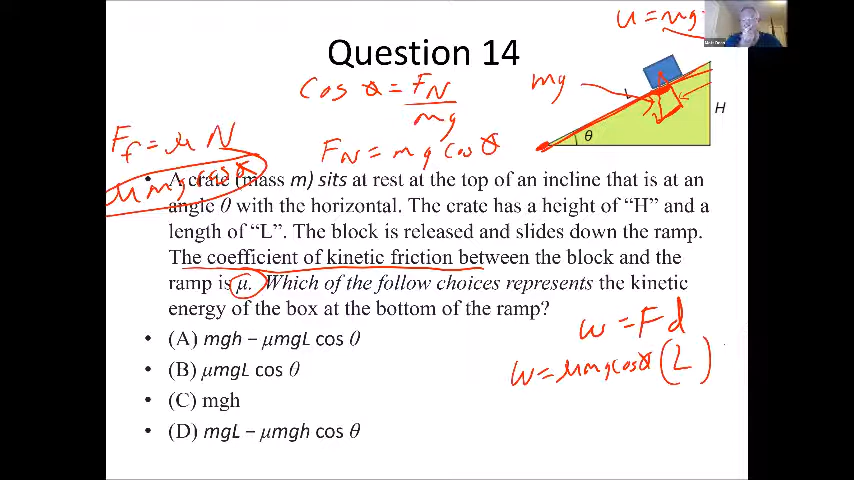 u = mg
Matt Dean
Question 14
cos θ = FN / mg
mg
L
H
θ
Ff = μ N
FN = mg cos θ
μ mg cos θ
• A crate (mass m) sits at rest at the top of an incline that is at an
angle θ with the horizontal. The crate has a height of “H” and a
length of “L”. The block is released and slides down the ramp.
The coefficient of kinetic friction between the block and the
ramp is μ. Which of the follow choices represents the kinetic
energy of the box at the bottom of the ramp?
w = Fd
• (A) mgh – μmgL cos θ
w = μmg cos θ (L)
• (B) μmgL cos θ
• (C) mgh
• (D) mgL – μmgh cos θ